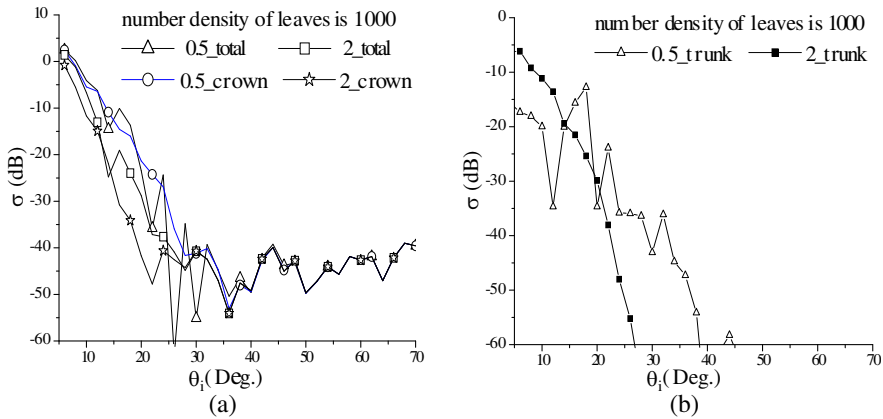 (a)
number density of leaves is 1000
0.5_total
2_total
0.5_crown
2_crown
10
0
-10
-20
-30
-40
-50
-60
σ (dB)
10 20 30 40 50 60 70
θi(Deg.)
(a)
number density of leaves is 1000
0.5_trunk
2_trunk
0
-10
-20
-30
-40
-50
-60
σ (dB)
10 20 30 40 50 60 70
θi(Deg.)
(b)